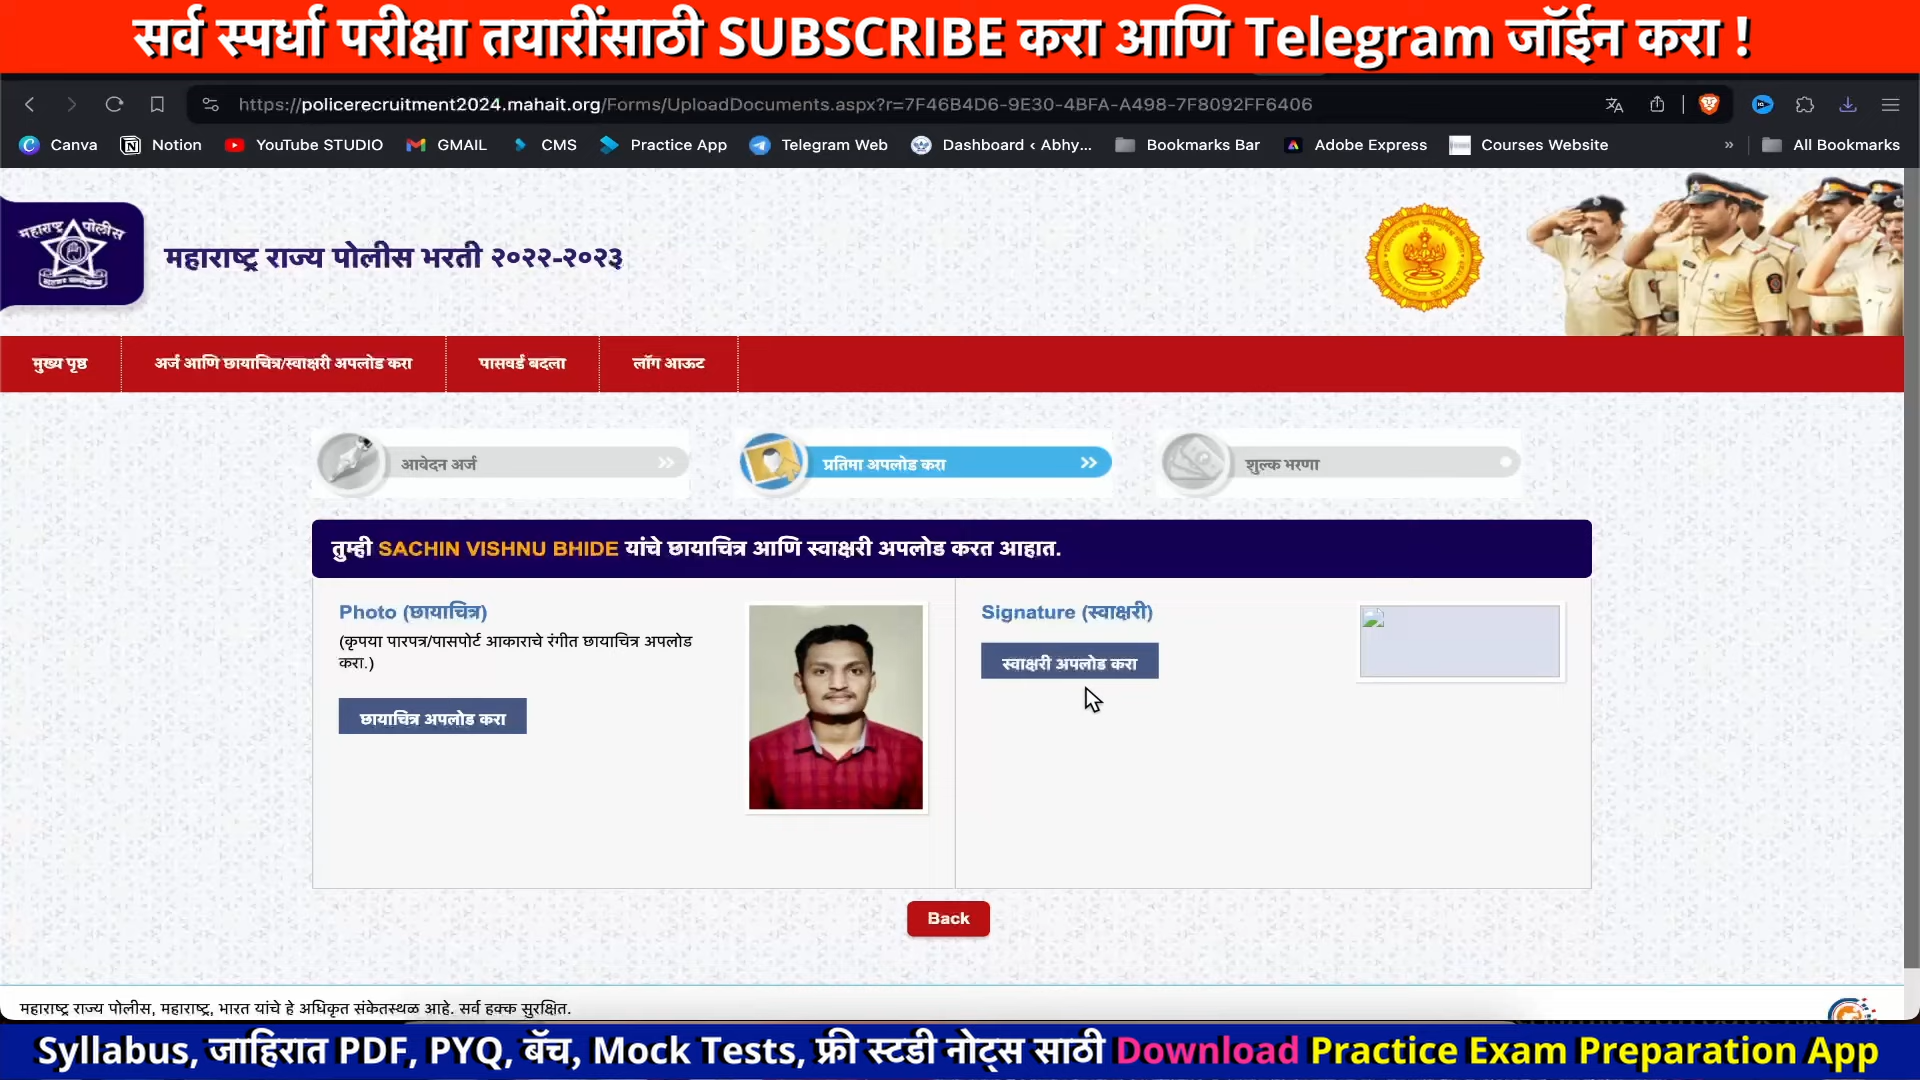 सर्व स्पर्धा परीक्षा तयारींसाठी SUBSCRIBE करा आणि Telegram जॉईन करा !
https://policerecruitment2024.mahait.org/Forms/UploadDocuments.aspx?r=7F46B4D6-9E30-4BFA-A498-7F8092FF6406
Canva Notion YouTube STUDIO GMAIL CMS Practice App Telegram Web Dashboard ‹ Abhy... Bookmarks Bar Adobe Express Courses Website » All Bookmarks
महाराष्ट्र पोलीस
महाराष्ट्र राज्य पोलीस भरती २०२२-२०२३
मुख्य पृष्ठ अर्ज आणि छायाचित्र/स्वाक्षरी अपलोड करा पासवर्ड बदला लॉग आऊट
आवेदन अर्ज प्रतिमा अपलोड करा शुल्क भरणा
तुम्ही SACHIN VISHNU BHIDE यांचे छायाचित्र आणि स्वाक्षरी अपलोड करत आहात.
Photo (छायाचित्र)
(कृपया पारपत्र/पासपोर्ट आकाराचे रंगीत छायाचित्र अपलोड
करा.)
छायाचित्र अपलोड करा
Signature (स्वाक्षरी)
स्वाक्षरी अपलोड करा
Back
महाराष्ट्र राज्य पोलीस, महाराष्ट्र, भारत यांचे हे अधिकृत संकेतस्थळ आहे. सर्व हक्क सुरक्षित.
Syllabus, जाहिरात PDF, PYQ, बॅच, Mock Tests, फ्री स्टडी नोट्स साठी Download Practice Exam Preparation App